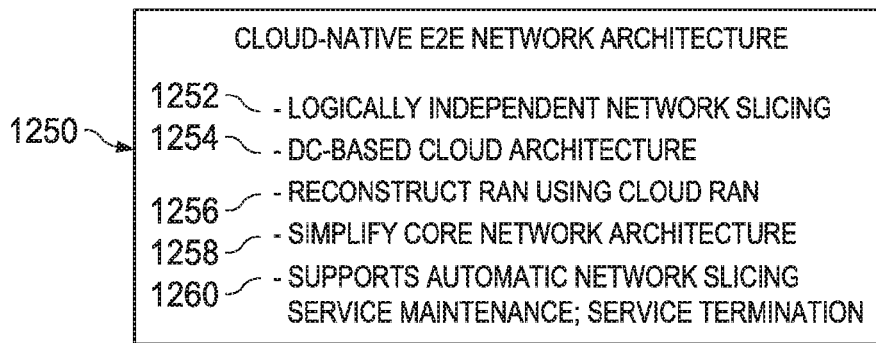 CLOUD-NATIVE E2E NETWORK ARCHITECTURE
1252 - LOGICALLY INDEPENDENT NETWORK SLICING
1250
1254 - DC-BASED CLOUD ARCHITECTURE
1256 - RECONSTRUCT RAN USING CLOUD RAN
1258 - SIMPLIFY CORE NETWORK ARCHITECTURE
1260 - SUPPORTS AUTOMATIC NETWORK SLICING
SERVICE MAINTENANCE; SERVICE TERMINATION